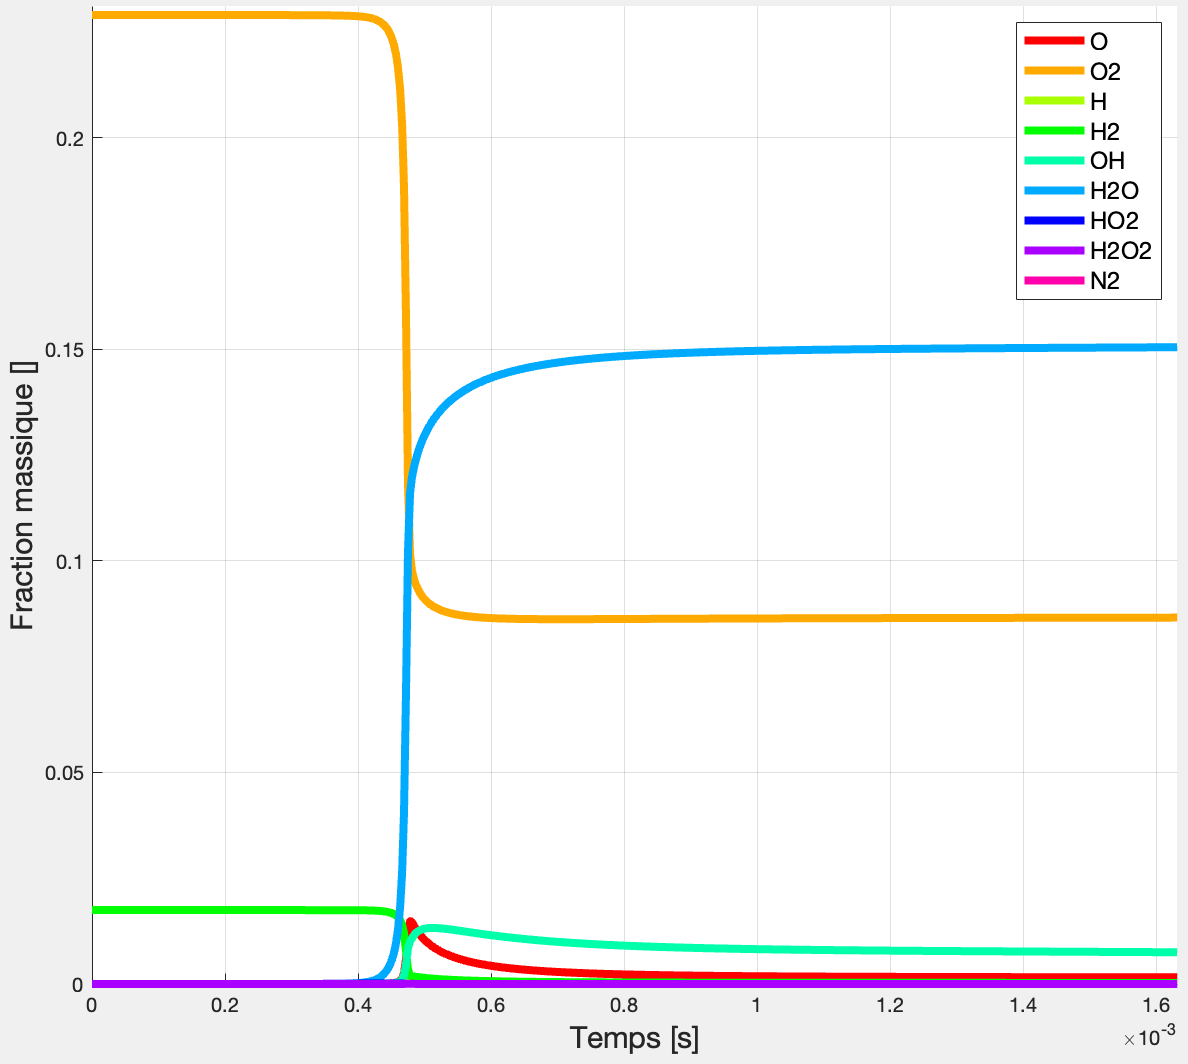 O
O2
H
H2
OH
H2O
HO2
H2O2
N2
0.2
0.15
0.1
0.05
0
Fraction massique []
0 0.2 0.4 0.6 0.8 1 1.2 1.4 1.6
×10-3
Temps [s]